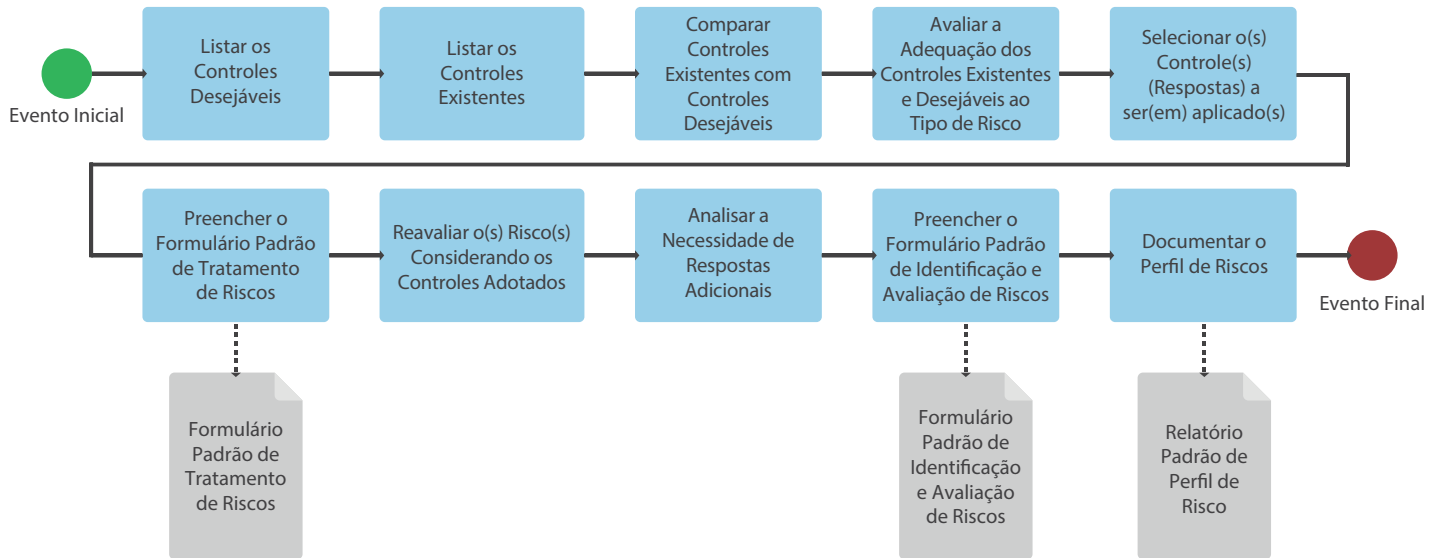 Evento Inicial
Listar os
Controles
Desejáveis
Listar os
Controles
Existentes
Comparar
Controles
Existentes com
Controles
Desejáveis
Avaliar a
Adequação dos
Controles Existentes
e Desejáveis ao
Tipo de Risco
Selecionar o(s)
Controle(s)
(Respostas) a
ser(em) aplicado(s)
Preencher o
Formulário Padrão
de Tratamento
de Riscos
Reavaliar o(s) Risco(s)
Considerando os
Controles Adotados
Analisar a
Necessidade de
Respostas
Adicionais
Preencher o
Formulário Padrão
de Identificação e
Avaliação de Riscos
Documentar o
Perfil de Riscos
Evento Final
Formulário
Padrão de
Tratamento
de Riscos
Formulário
Padrão de
Identificação
e Avaliação
de Riscos
Relatório
Padrão de
Perfil de
Risco